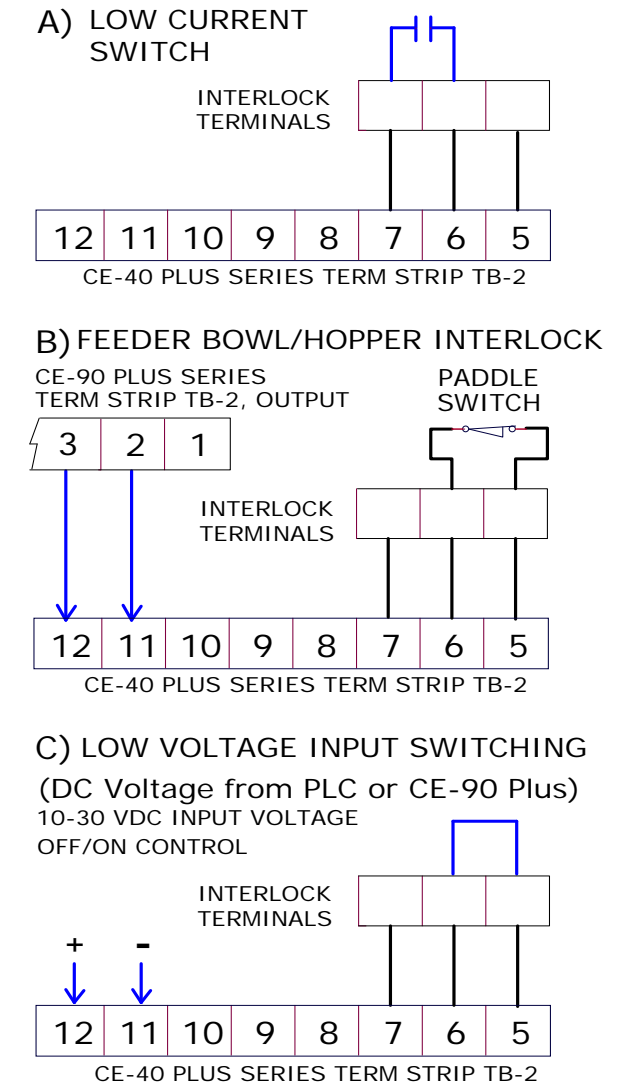 A) LOW CURRENT
SWITCH
INTERLOCK
TERMINALS
12 11 10 9 8 7 6 5
CE-40 PLUS SERIES TERM STRIP TB-2
B) FEEDER BOWL/HOPPER INTERLOCK
CE-90 PLUS SERIES
TERM STRIP TB-2, OUTPUT
PADDLE
SWITCH
3 2 1
INTERLOCK
TERMINALS
12 11 10 9 8 7 6 5
CE-40 PLUS SERIES TERM STRIP TB-2
C) LOW VOLTAGE INPUT SWITCHING
(DC Voltage from PLC or CE-90 Plus)
10-30 VDC INPUT VOLTAGE
OFF/ON CONTROL
INTERLOCK
TERMINALS
+ -
12 11 10 9 8 7 6 5
CE-40 PLUS SERIES TERM STRIP TB-2